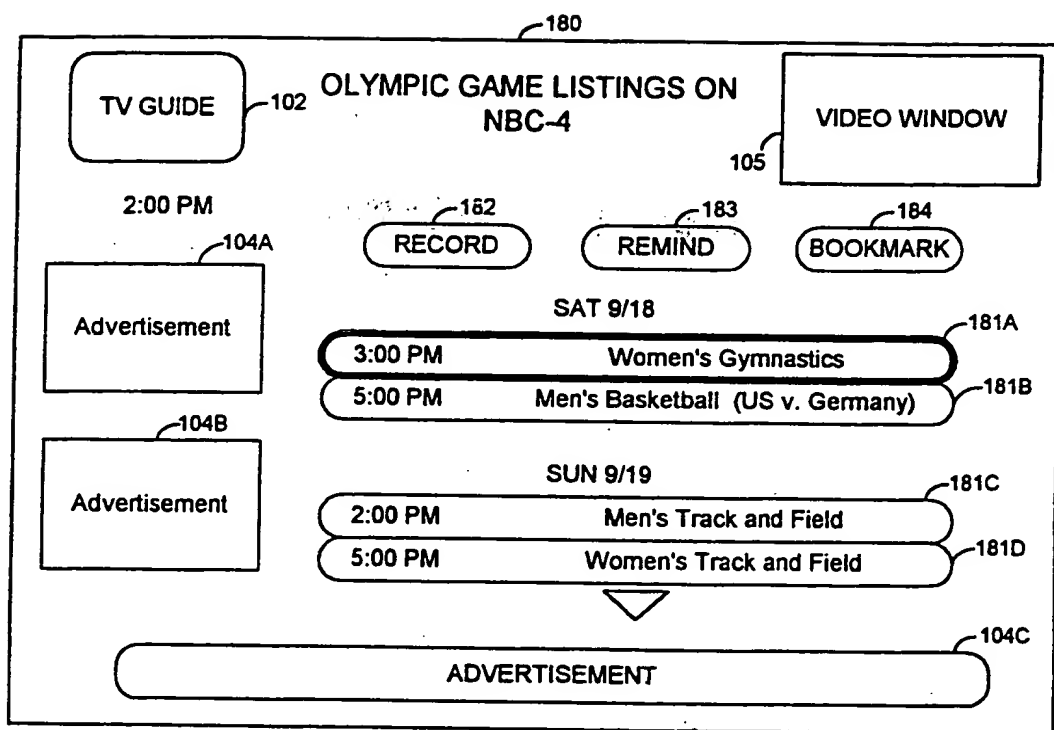 180
TV GUIDE
102
OLYMPIC GAME LISTINGS ON
NBC-4
VIDEO WINDOW
105
2:00 PM
182
183
184
RECORD
REMIND
BOOKMARK
104A
Advertisement
SAT 9/18
181A
3:00 PM Women's Gymnastics
5:00 PM Men's Basketball (US v. Germany)
181B
104B
Advertisement
SUN 9/19
181C
2:00 PM Men's Track and Field
5:00 PM Women's Track and Field
181D
104C
ADVERTISEMENT